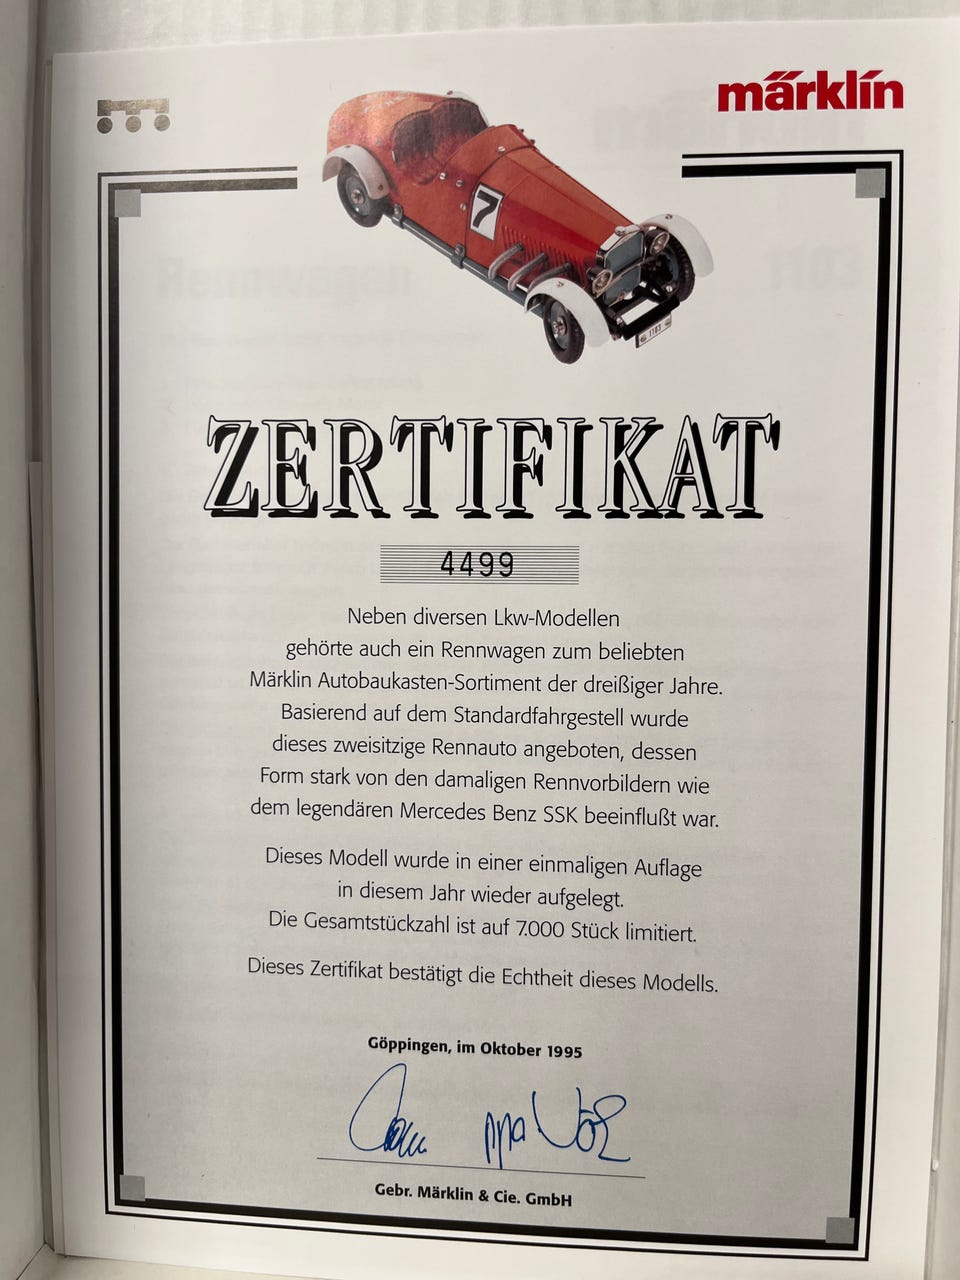 märklin
7
1103
ZERTIFIKAT
4499
Neben diversen Lkw-Modellen
gehörte auch ein Rennwagen zum beliebten
Märklin Autobaukasten-Sortiment der dreißiger Jahre.
Basierend auf dem Standardfahrgestell wurde
dieses zweisitzige Rennauto angeboten, dessen
Form stark von den damaligen Rennvorbildern wie
dem legendären Mercedes Benz SSK beeinflußt war.
Dieses Modell wurde in einer einmaligen Auflage
in diesem Jahr wieder aufgelegt.
Die Gesamtstückzahl ist auf 7.000 Stück limitiert.
Dieses Zertifikat bestätigt die Echtheit dieses Modells.
Göppingen, im Oktober 1995
ppa
Gebr. Märklin & Cie. GmbH